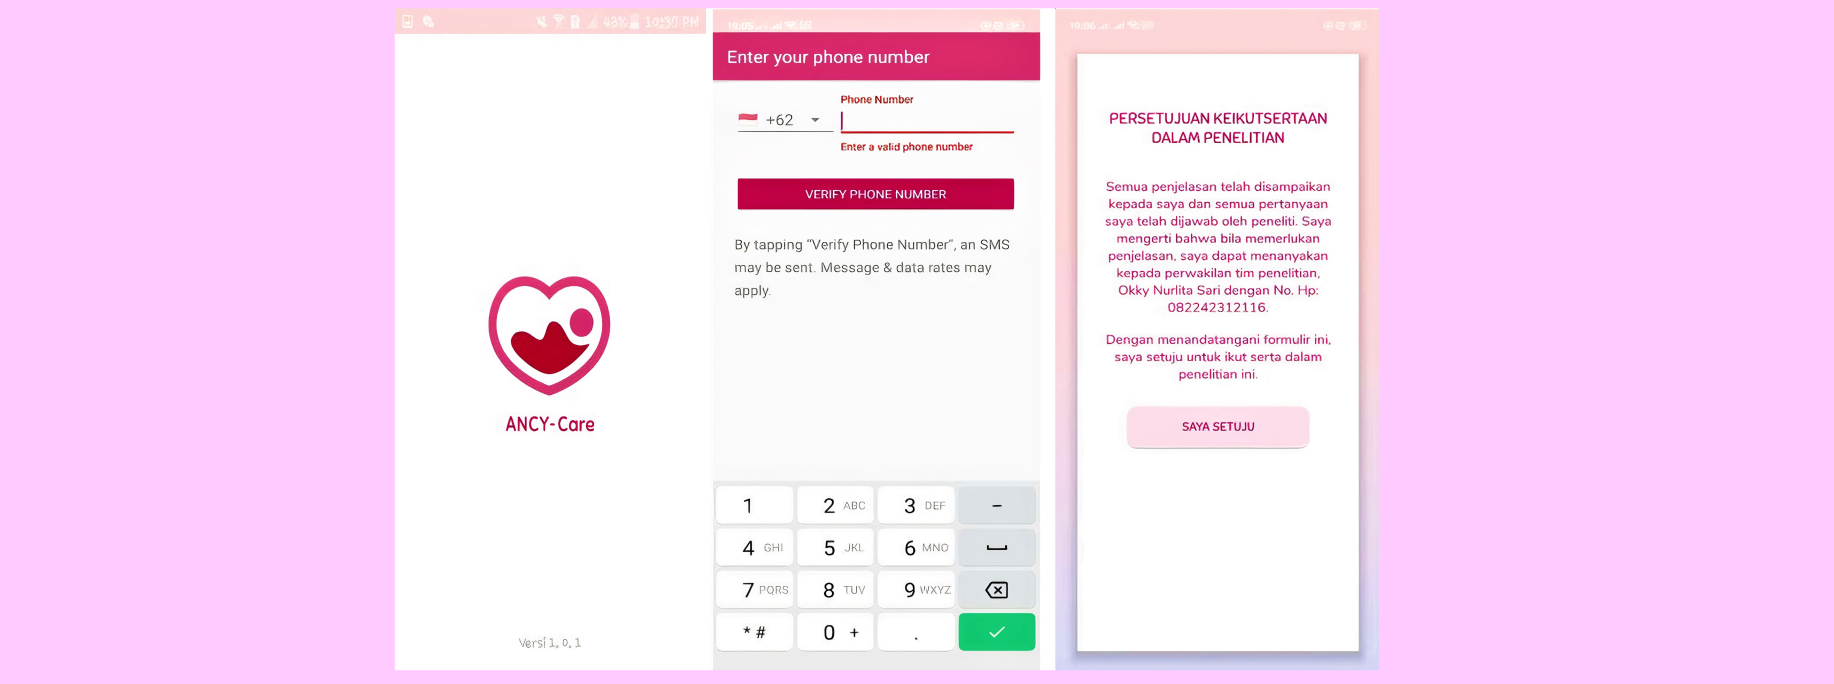 43% 10:30 PM
ANCY-Care
Versi 1.0.1
19:05
Enter your phone number
Phone Number
+62
Enter a valid phone number
VERIFY PHONE NUMBER
By tapping “Verify Phone Number”, an SMS
may be sent. Message & data rates may
apply.
1
2 ABC
3 DEF
-
4 GHI
5 JKL
6 MNO
7 PQRS
8 TUV
9 WXYZ
* #
0 +
.
19:06
PERSETUJUAN KEIKUTSERTAAN
DALAM PENELITIAN
Semua penjelasan telah disampaikan
kepada saya dan semua pertanyaan
saya telah dijawab oleh peneliti. Saya
mengerti bahwa bila memerlukan
penjelasan, saya dapat menanyakan
kepada perwakilan tim penelitian,
Okky Nurlita Sari dengan No. Hp:
082242312116.
Dengan menandatangani formulir ini,
saya setuju untuk ikut serta dalam
penelitian ini.
SAYA SETUJU